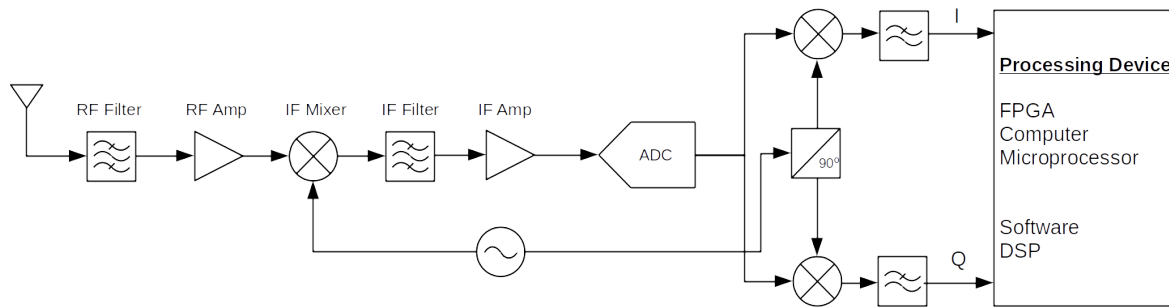 RF Filter
RF Amp
IF Mixer
IF Filter
IF Amp
ADC
90°
I
Q
Processing Device
FPGA
Computer
Microprocessor
Software
DSP